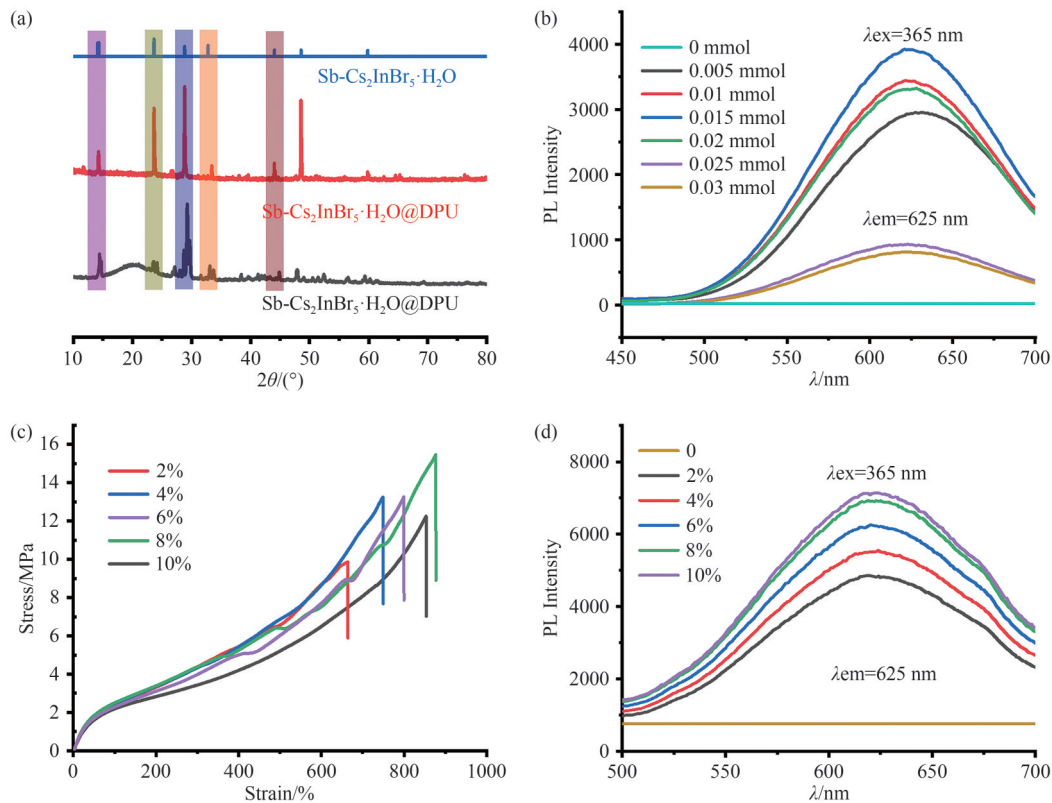 (a)
Sb-Cs₂InBr₅·H₂O
Sb-Cs₂InBr₅·H₂O@DPU
Sb-Cs₂InBr₅·H₂O@DPU
10 20 30 40 50 60 70 80
2θ/(°)
(b)
PL Intensity
4000
3000
2000
1000
0
0 mmol
0.005 mmol
0.01 mmol
0.015 mmol
0.02 mmol
0.025 mmol
0.03 mmol
λex=365 nm
λem=625 nm
450 500 550 600 650 700
λ/nm
(c)
Stress/MPa
16
14
12
10
8
6
4
2
0
2%
4%
6%
8%
10%
0 200 400 600 800 1000
Strain/%
(d)
PL Intensity
8000
6000
4000
2000
0
0
2%
4%
6%
8%
10%
λex=365 nm
λem=625 nm
500 550 600 650 700
λ/nm